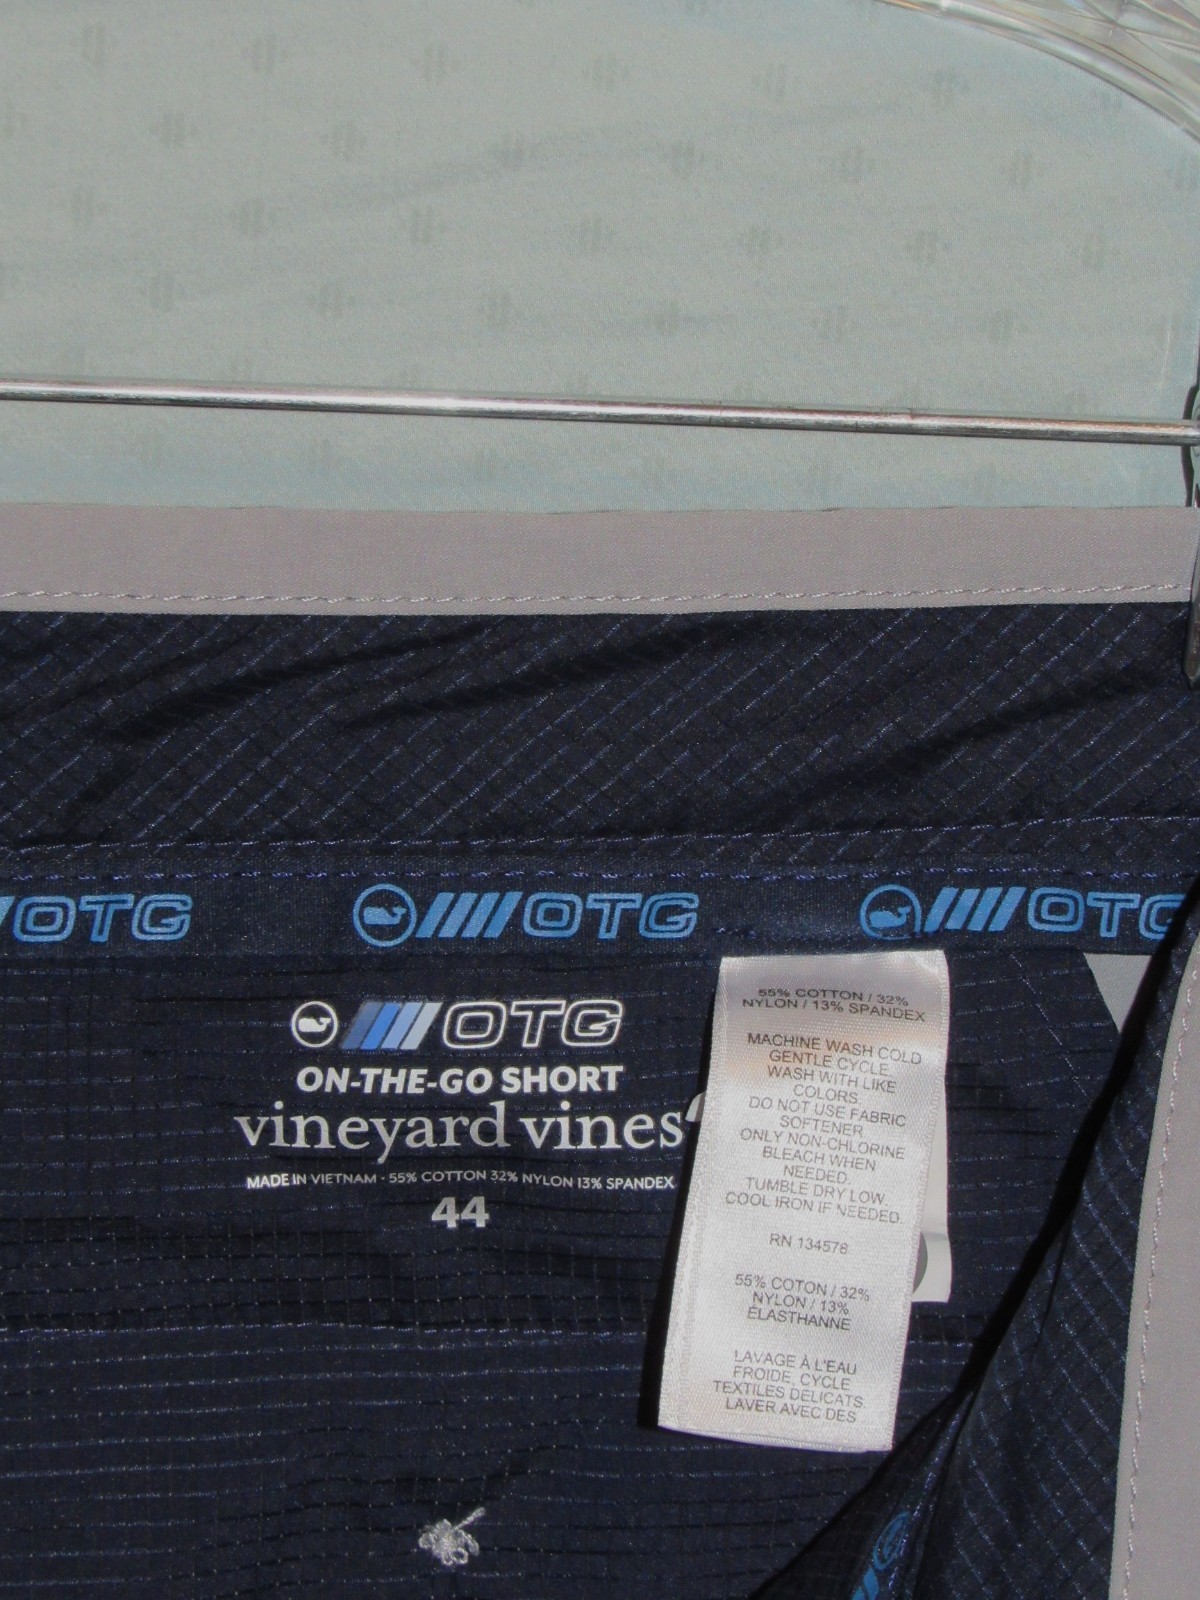 OTG
OTG
OTG
OTG
ON-THE-GO SHORT
vineyard vines
MADE IN VIETNAM · 55% COTTON 32% NYLON 13% SPANDEX
44
55% COTTON / 32%
NYLON / 13% SPANDEX
MACHINE WASH COLD
GENTLE CYCLE.
WASH WITH LIKE
COLORS.
DO NOT USE FABRIC
SOFTENER.
ONLY NON-CHLORINE
BLEACH WHEN
NEEDED.
TUMBLE DRY LOW.
COOL IRON IF NEEDED.
RN 134578
55% COTON / 32%
NYLON / 13%
ELASTHANNE
LAVAGE À L'EAU
FROIDE, CYCLE
TEXTILES DELICATS.
LAVER AVEC DES